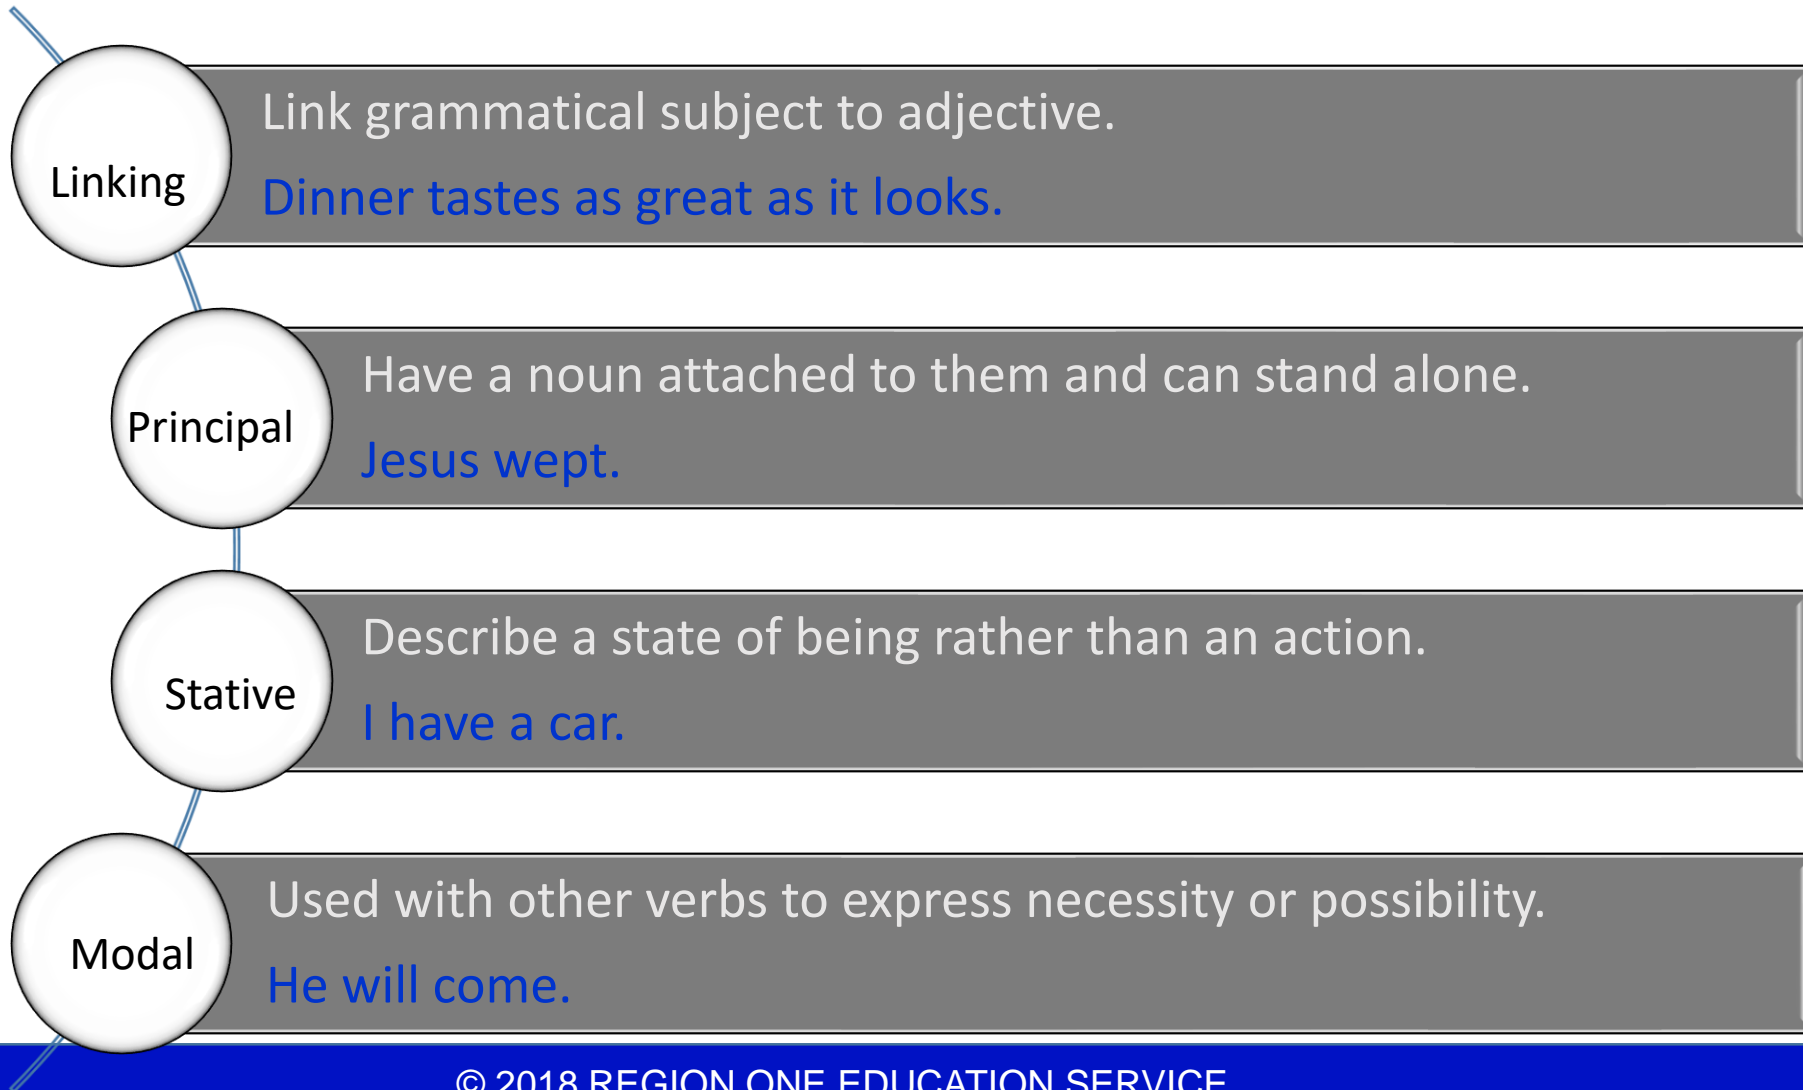 Linking
Link grammatical subject to adjective.
Dinner tastes as great as it looks.
Principal
Have a noun attached to them and can stand alone.
Jesus wept.
Stative
Describe a state of being rather than an action.
I have a car.
Modal
Used with other verbs to express necessity or possibility.
He will come.
© 2018 REGION ONE EDUCATION SERVICE